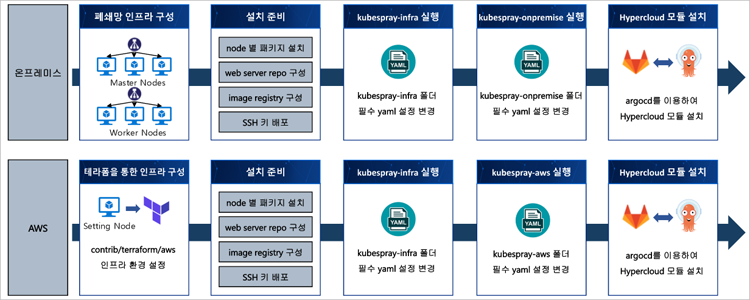 온프레미스
폐쇄망 인프라 구성
Master Nodes
Worker Nodes
설치 준비
node 별 패키지 설치
web server repo 구성
image registry 구성
SSH 키 배포
kubespray-infra 실행
YAML
kubespray-infra 폴더
필수 yaml 설정 변경
kubespray-onpremise 실행
YAML
kubespray-onpremise 폴더
필수 yaml 설정 변경
Hypercloud 모듈 설치
argocd를 이용하여
Hypercloud 모듈 설치
AWS
테라폼을 통한 인프라 구성
Setting Node
contrib/terraform/aws
인프라 환경 설정
설치 준비
node 별 패키지 설치
web server repo 구성
image registry 구성
SSH 키 배포
kubespray-infra 실행
YAML
kubespray-infra 폴더
필수 yaml 설정 변경
kubespray-aws 실행
YAML
kubespray-aws 폴더
필수 yaml 설정 변경
Hypercloud 모듈 설치
argocd를 이용하여
Hypercloud 모듈 설치